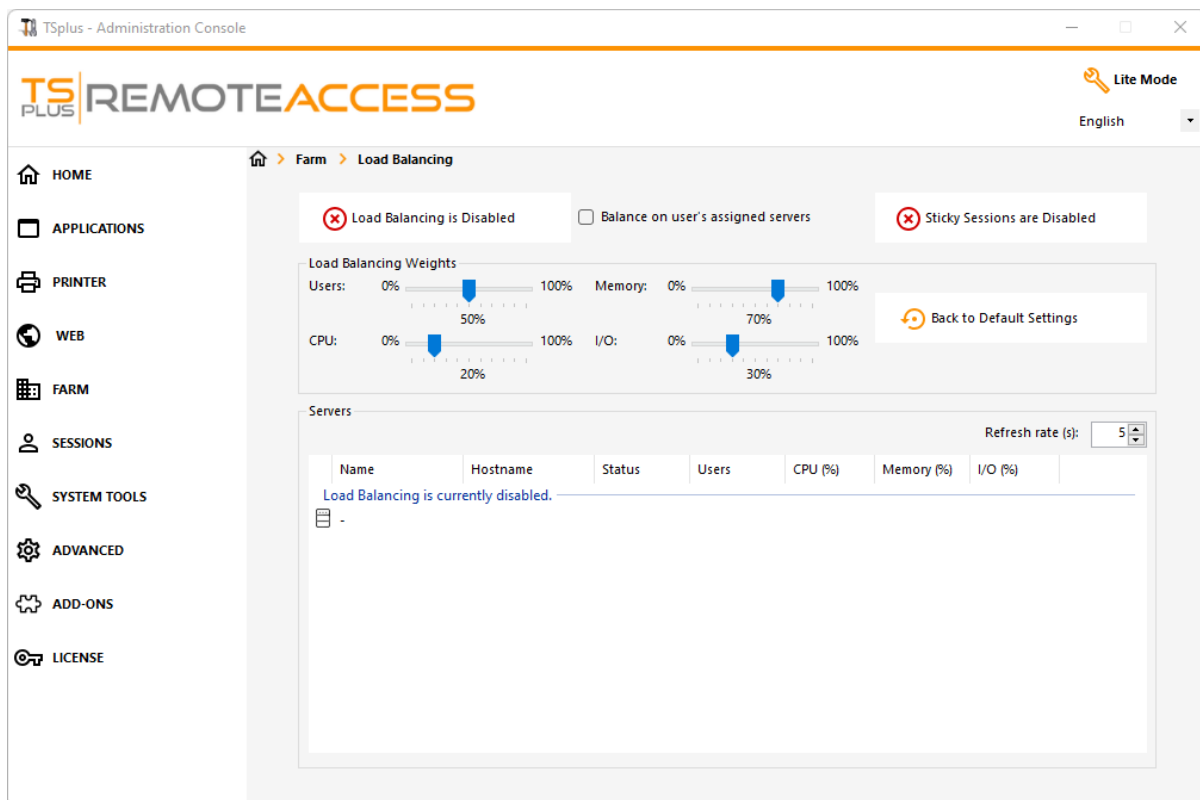 TSplus - Administration Console
TS PLUS REMOTEACCESS
Lite Mode
English
HOME
APPLICATIONS
PRINTER
WEB
FARM
SESSIONS
SYSTEM TOOLS
ADVANCED
ADD-ONS
LICENSE
Farm Load Balancing
Load Balancing is Disabled
Balance on user's assigned servers
Sticky Sessions are Disabled
Load Balancing Weights
Users: 0% 100% Memory: 0% 100%
50% 70%
CPU: 0% 100% I/O: 0% 100%
20% 30%
Back to Default Settings
Servers
Refresh rate (s): 5
Name Hostname Status Users CPU (%) Memory (%) I/O (%)
Load Balancing is currently disabled.
-